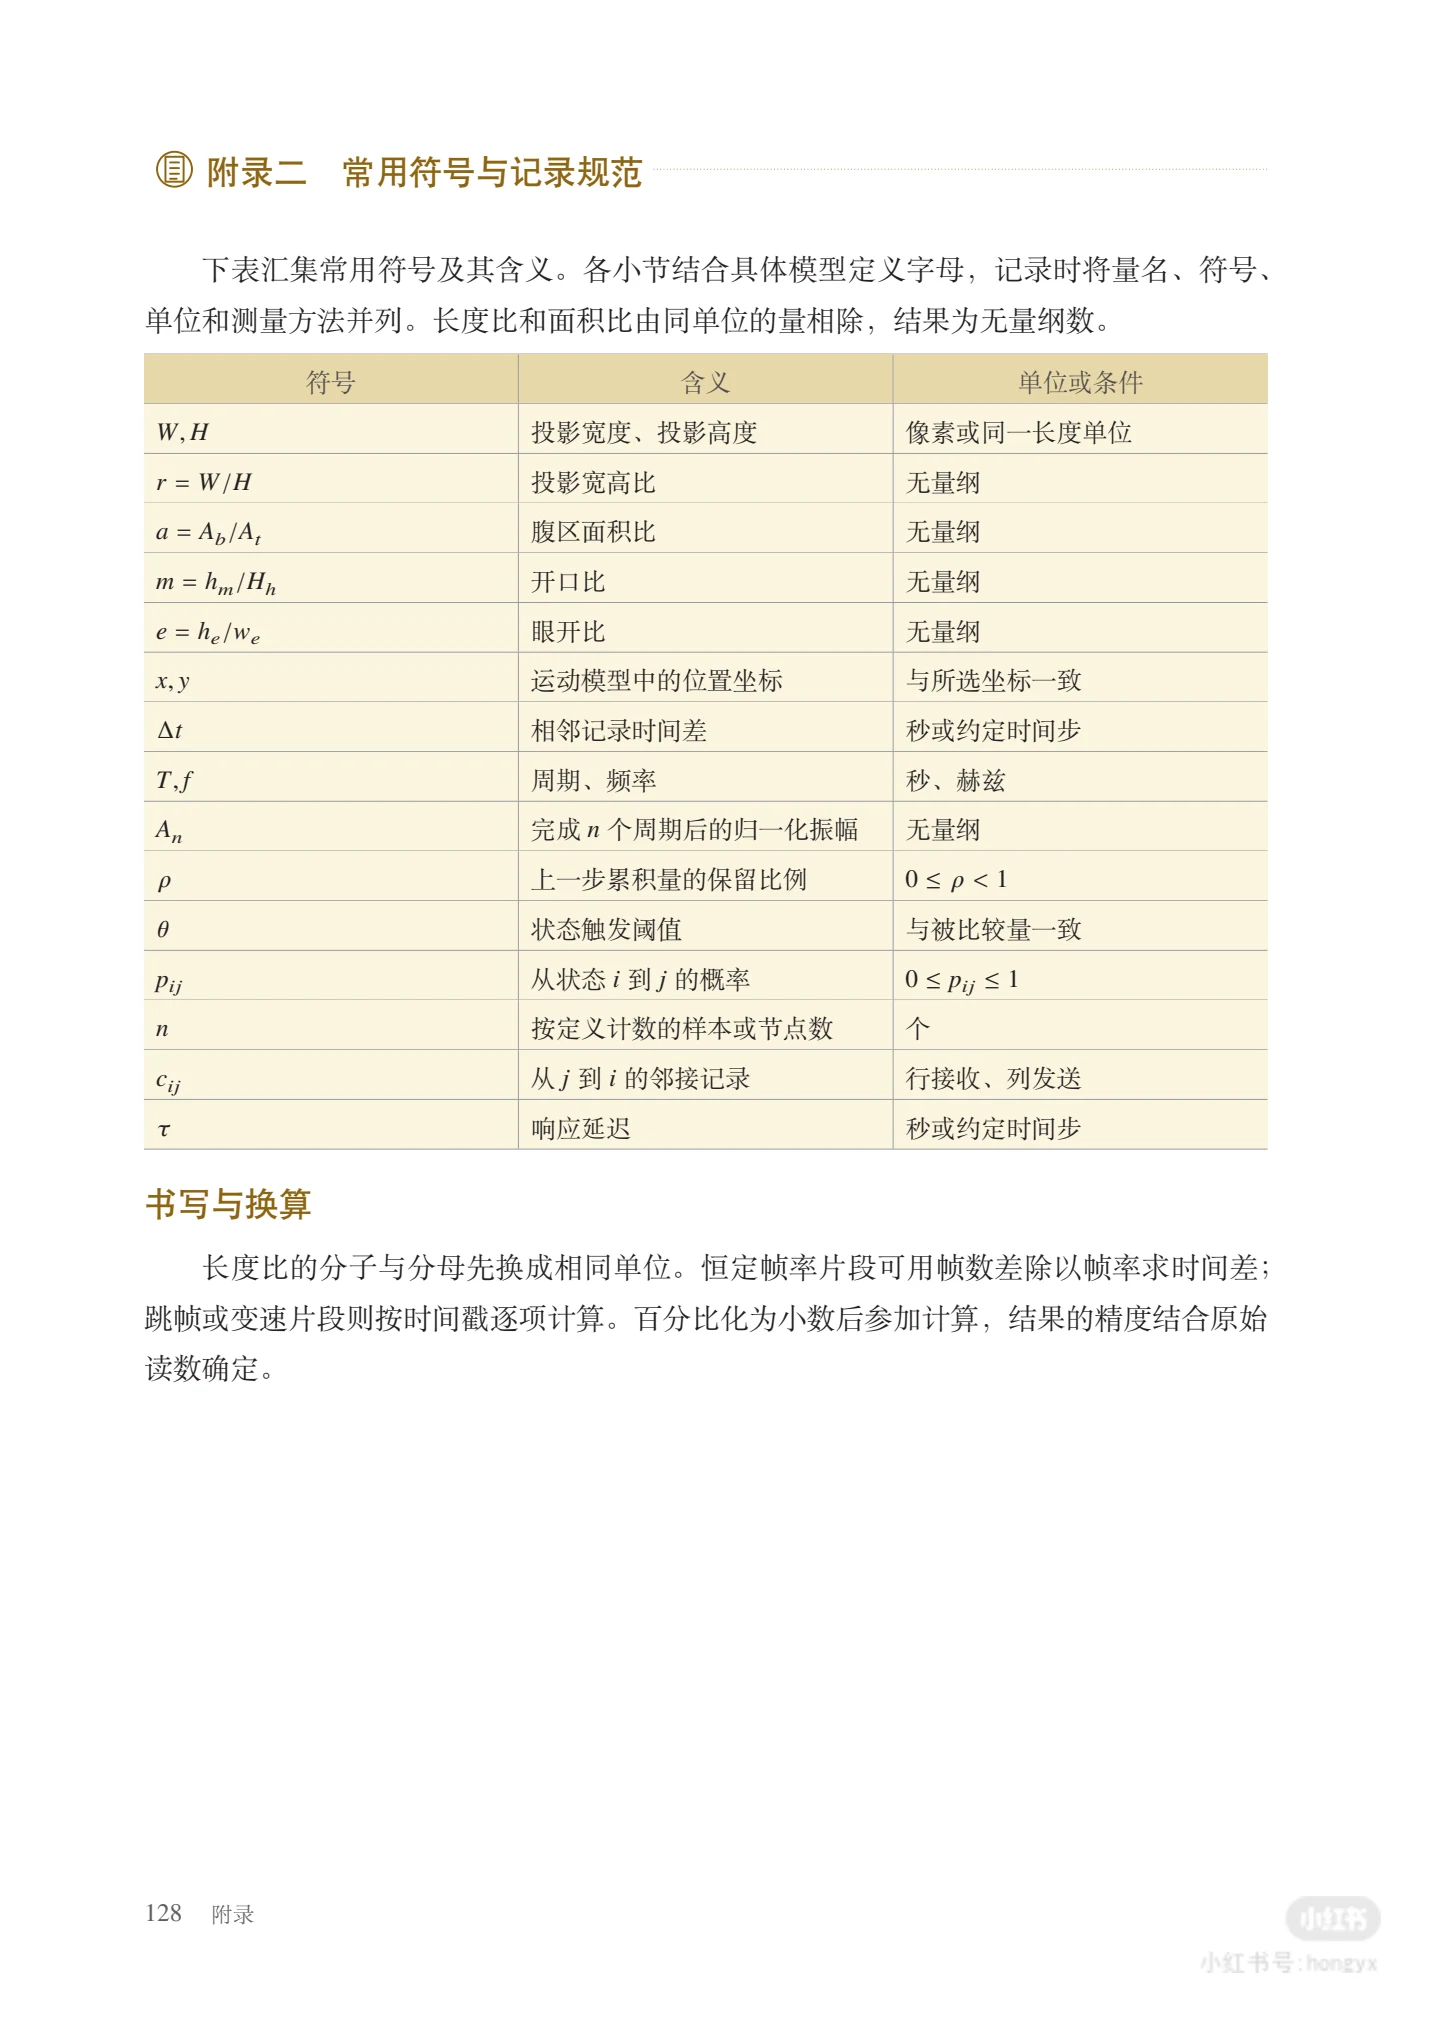 附录二 常用符号与记录规范
下表汇集常用符号及其含义。各小节结合具体模型定义字母，记录时将量名、符号、
单位和测量方法并列。长度比和面积比由同单位的量相除，结果为无量纲数。
符号 含义 单位或条件
W, H 投影宽度、投影高度 像素或同一长度单位
r = W/H 投影宽高比 无量纲
a = A_b/A_t 腹区面积比 无量纲
m = h_m/H_h 开口比 无量纲
e = h_e/w_e 眼开比 无量纲
x, y 运动模型中的位置坐标 与所选坐标一致
Δt 相邻记录时间差 秒或约定时间步
T, f 周期、频率 秒、赫兹
A_n 完成 n 个周期后的归一化振幅 无量纲
ρ 上一步累积量的保留比例 0 ≤ ρ < 1
θ 状态触发阈值 与被比较量一致
p_ij 从状态 i 到 j 的概率 0 ≤ p_ij ≤ 1
n 按定义计数的样本或节点数 个
c_ij 从 j 到 i 的邻接记录 行接收、列发送
τ 响应延迟 秒或约定时间步
书写与换算
长度比的分子与分母先换成相同单位。恒定帧率片段可用帧数差除以帧率求时间差；
跳帧或变速片段则按时间戳逐项计算。百分比化为小数后参加计算，结果的精度结合原始
读数确定。
128 附录
小红书
小红书号:hongyx